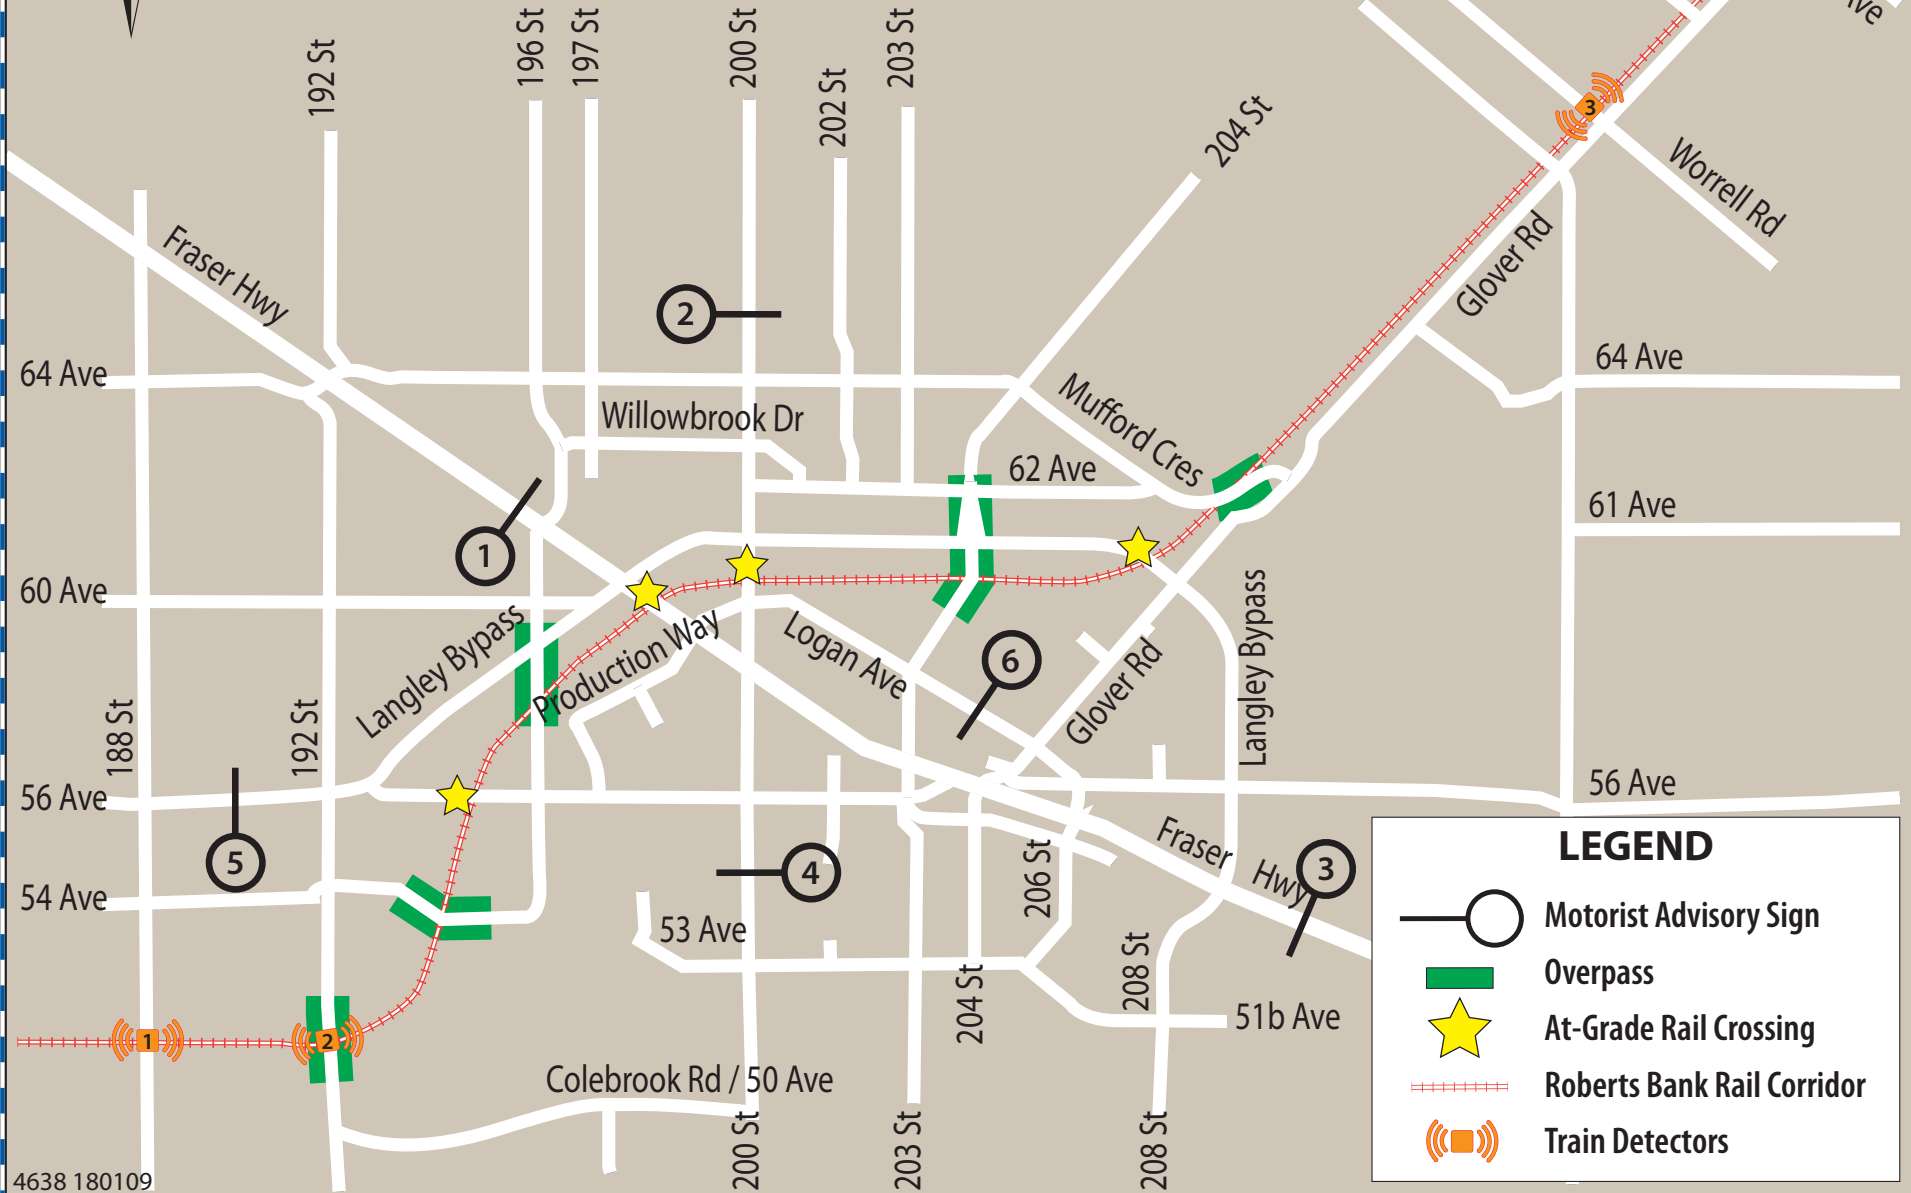 Ave
196 St
197 St
200 St
203 St
192 St
202 St
204 St
3
Worrell Rd
Glover Rd
Fraser Hwy
2
64 Ave
64 Ave
Willowbrook Dr
Mufford Cres
62 Ave
61 Ave
1
60 Ave
Langley Bypass
Production Way
Logan Ave
6
Glover Rd
Langley Bypass
188 St
192 St
56 Ave
56 Ave
5
4
Fraser
Hwy
3
206 St
54 Ave
53 Ave
204 St
208 St
51b Ave
1
2
Colebrook Rd / 50 Ave
200 St
203 St
208 St
4638 180109
LEGEND
Motorist Advisory Sign
Overpass
At-Grade Rail Crossing
Roberts Bank Rail Corridor
Train Detectors